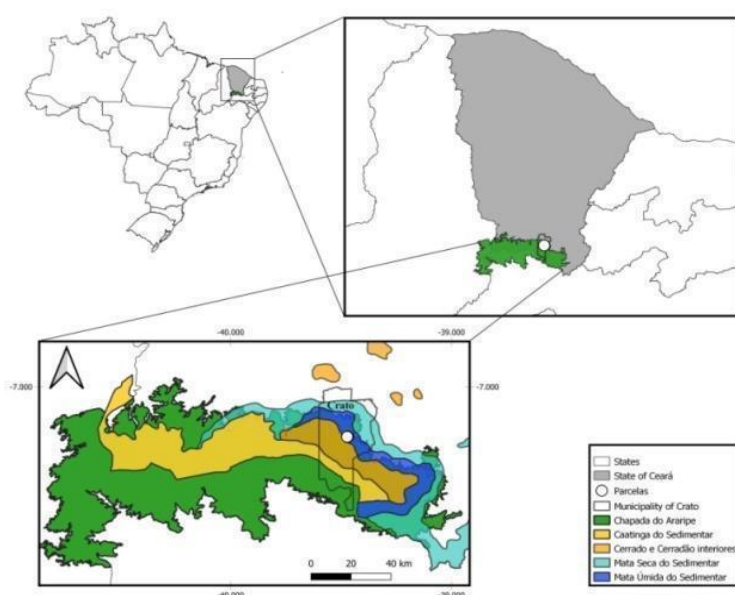 -40.000 -39.000
-7.000 -7.000
Crato
0 20 40 km
-40.000 -39.000
States
State of Ceará
Parcelas
Municipality of Crato
Chapada do Araripe
Caatinga do Sedimentar
Cerrado e Cerradão interiores
Mata Seca do Sedimentar
Mata Úmida do Sedimentar